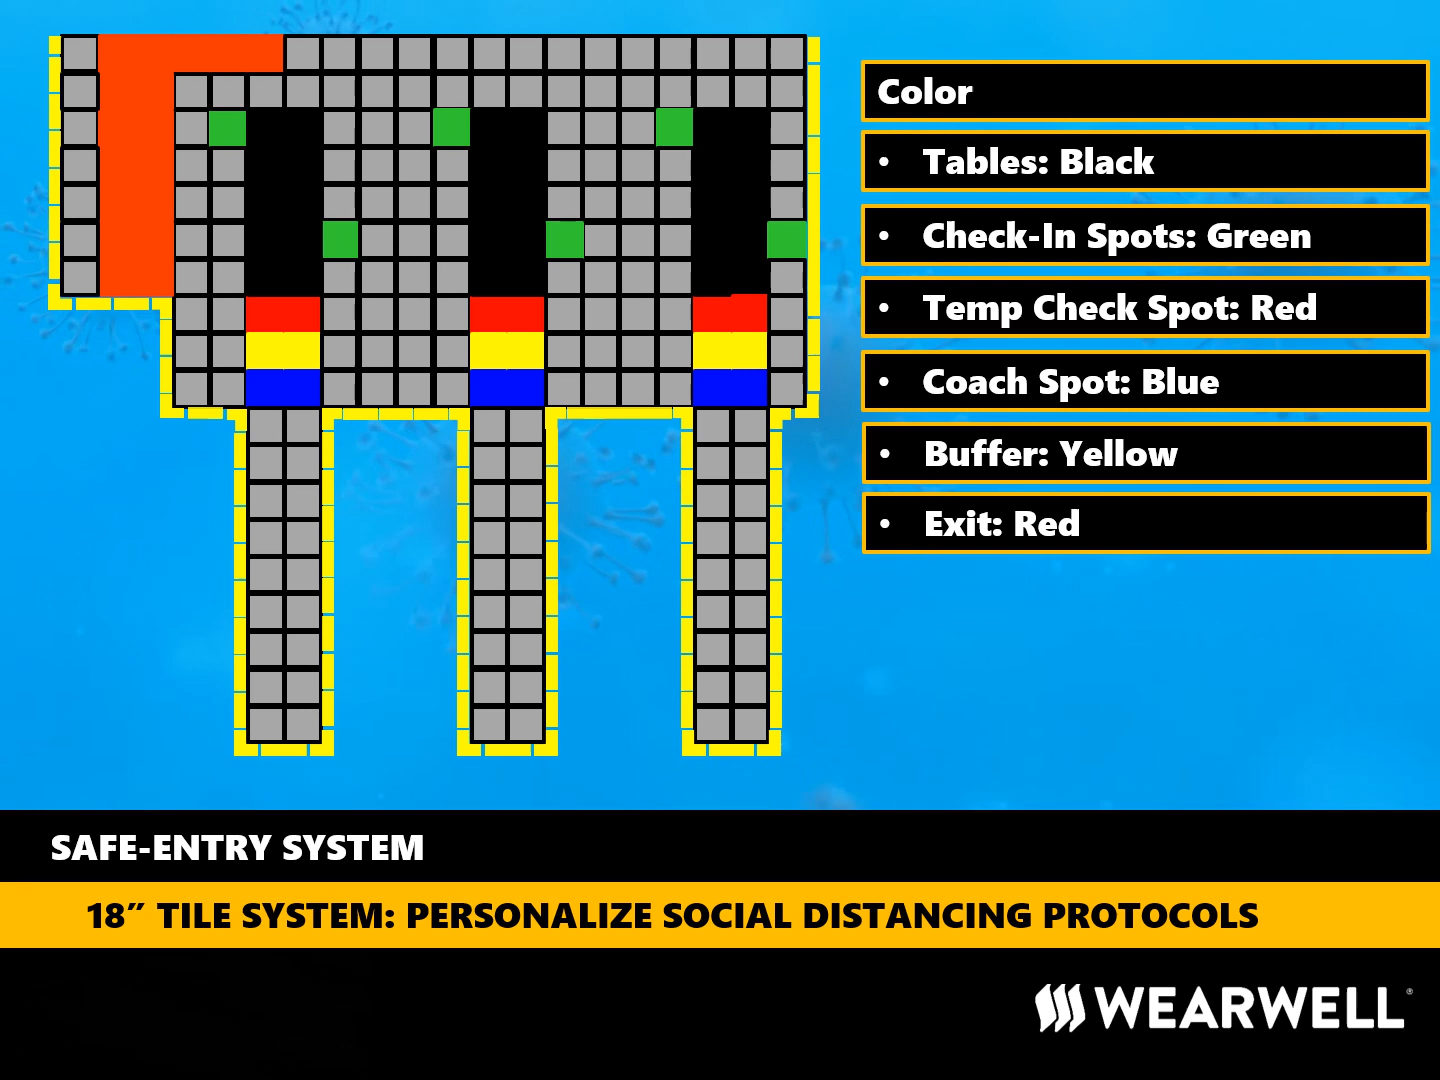 Color
• Tables: Black
• Check-In Spots: Green
• Temp Check Spot: Red
• Coach Spot: Blue
• Buffer: Yellow
• Exit: Red
SAFE-ENTRY SYSTEM
18″ TILE SYSTEM: PERSONALIZE SOCIAL DISTANCING PROTOCOLS
WEARWELL®